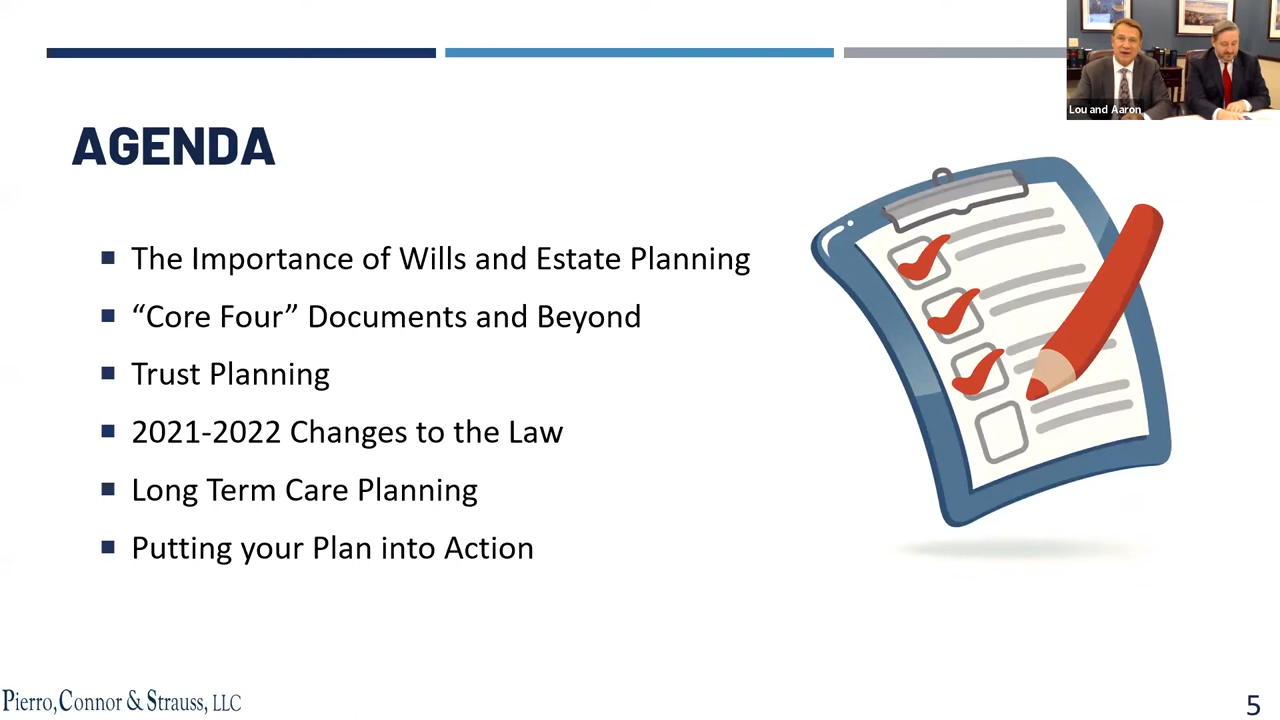 Lou and Aaron
AGENDA
The Importance of Wills and Estate Planning
“Core Four” Documents and Beyond
Trust Planning
2021-2022 Changes to the Law
Long Term Care Planning
Putting your Plan into Action
Pierro, Connor & Strauss, LLC
5